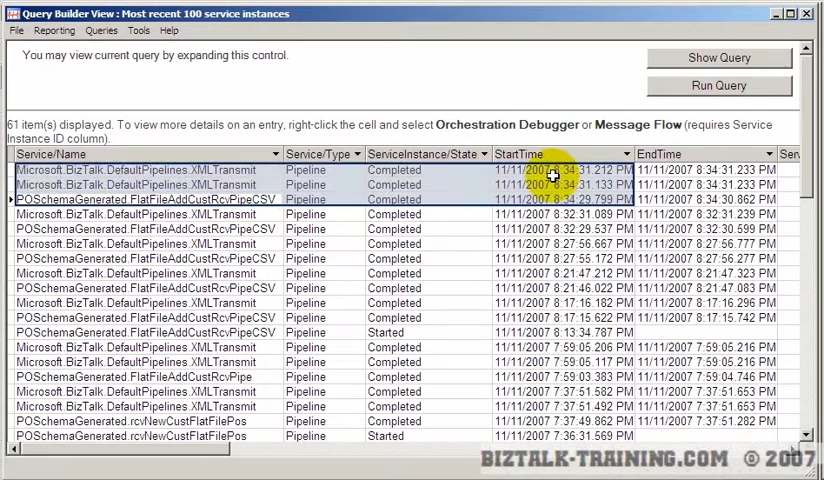 Query Builder View : Most recent 100 service instances
File Reporting Queries Tools Help
You may view current query by expanding this control.
Show Query
Run Query
61 item(s) displayed. To view more details on an entry, right-click the cell and select Orchestration Debugger or Message Flow (requires Service
Instance ID column).
Service/Name Service/Type ServiceInstance/State StartTime EndTime Serv
Microsoft.BizTalk.DefaultPipelines.XMLTransmit Pipeline Completed 11/11/2007 8:34:31.212 PM 11/11/2007 8:34:31.233 PM
Microsoft.BizTalk.DefaultPipelines.XMLTransmit Pipeline Completed 11/11/2007 8:34:31.133 PM 11/11/2007 8:34:31.233 PM
POSchemaGenerated.FlatFileAddCustRcvPipeCSV Pipeline Completed 11/11/2007 8:34:29.799 PM 11/11/2007 8:34:30.862 PM
Microsoft.BizTalk.DefaultPipelines.XMLTransmit Pipeline Completed 11/11/2007 8:32:31.089 PM 11/11/2007 8:32:31.239 PM
POSchemaGenerated.FlatFileAddCustRcvPipeCSV Pipeline Completed 11/11/2007 8:32:29.537 PM 11/11/2007 8:32:30.599 PM
Microsoft.BizTalk.DefaultPipelines.XMLTransmit Pipeline Completed 11/11/2007 8:27:56.667 PM 11/11/2007 8:27:56.777 PM
POSchemaGenerated.FlatFileAddCustRcvPipeCSV Pipeline Completed 11/11/2007 8:27:55.277 PM 11/11/2007 8:27:56.255 PM
Microsoft.BizTalk.DefaultPipelines.XMLTransmit Pipeline Completed 11/11/2007 8:21:47.212 PM 11/11/2007 8:21:47.323 PM
POSchemaGenerated.FlatFileAddCustRcvPipeCSV Pipeline Completed 11/11/2007 8:21:46.022 PM 11/11/2007 8:21:47.083 PM
Microsoft.BizTalk.DefaultPipelines.XMLTransmit Pipeline Completed 11/11/2007 8:17:16.182 PM 11/11/2007 8:17:16.296 PM
POSchemaGenerated.FlatFileAddCustRcvPipeCSV Pipeline Completed 11/11/2007 8:17:15.622 PM 11/11/2007 8:17:15.742 PM
POSchemaGenerated.FlatFileAddCustRcvPipeCSV Pipeline Started 11/11/2007 8:13:34.787 PM
Microsoft.BizTalk.DefaultPipelines.XMLTransmit Pipeline Completed 11/11/2007 7:59:05.206 PM 11/11/2007 7:59:05.216 PM
Microsoft.BizTalk.DefaultPipelines.XMLTransmit Pipeline Completed 11/11/2007 7:59:05.117 PM 11/11/2007 7:59:05.216 PM
POSchemaGenerated.FlatFileAddCustRcvPipe Pipeline Completed 11/11/2007 7:59:03.383 PM 11/11/2007 7:59:04.746 PM
Microsoft.BizTalk.DefaultPipelines.XMLTransmit Pipeline Completed 11/11/2007 7:37:51.582 PM 11/11/2007 7:37:51.653 PM
Microsoft.BizTalk.DefaultPipelines.XMLTransmit Pipeline Completed 11/11/2007 7:37:51.492 PM 11/11/2007 7:37:51.653 PM
POSchemaGenerated.rcvNewCustFlatFilePos Pipeline Completed 11/11/2007 7:37:49.862 PM 11/11/2007 7:37:51.282 PM
POSchemaGenerated.rcvNewCustFlatFilePos Pipeline Started 11/11/2007 7:36:31.569 PM
BIZTALK-TRAINING.COM © 2007